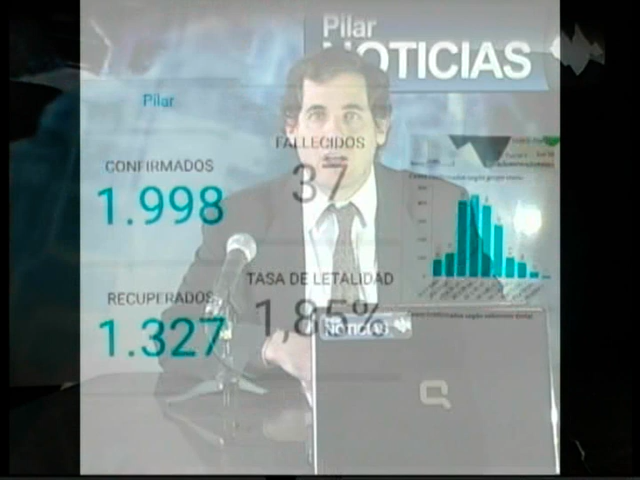 Pilar
NOTICIAS
Pilar
CONFIRMADOS
1.998
FALLECIDOS
37
RECUPERADOS
1.327
TASA DE LETALIDAD
1,85%
NOTICIAS